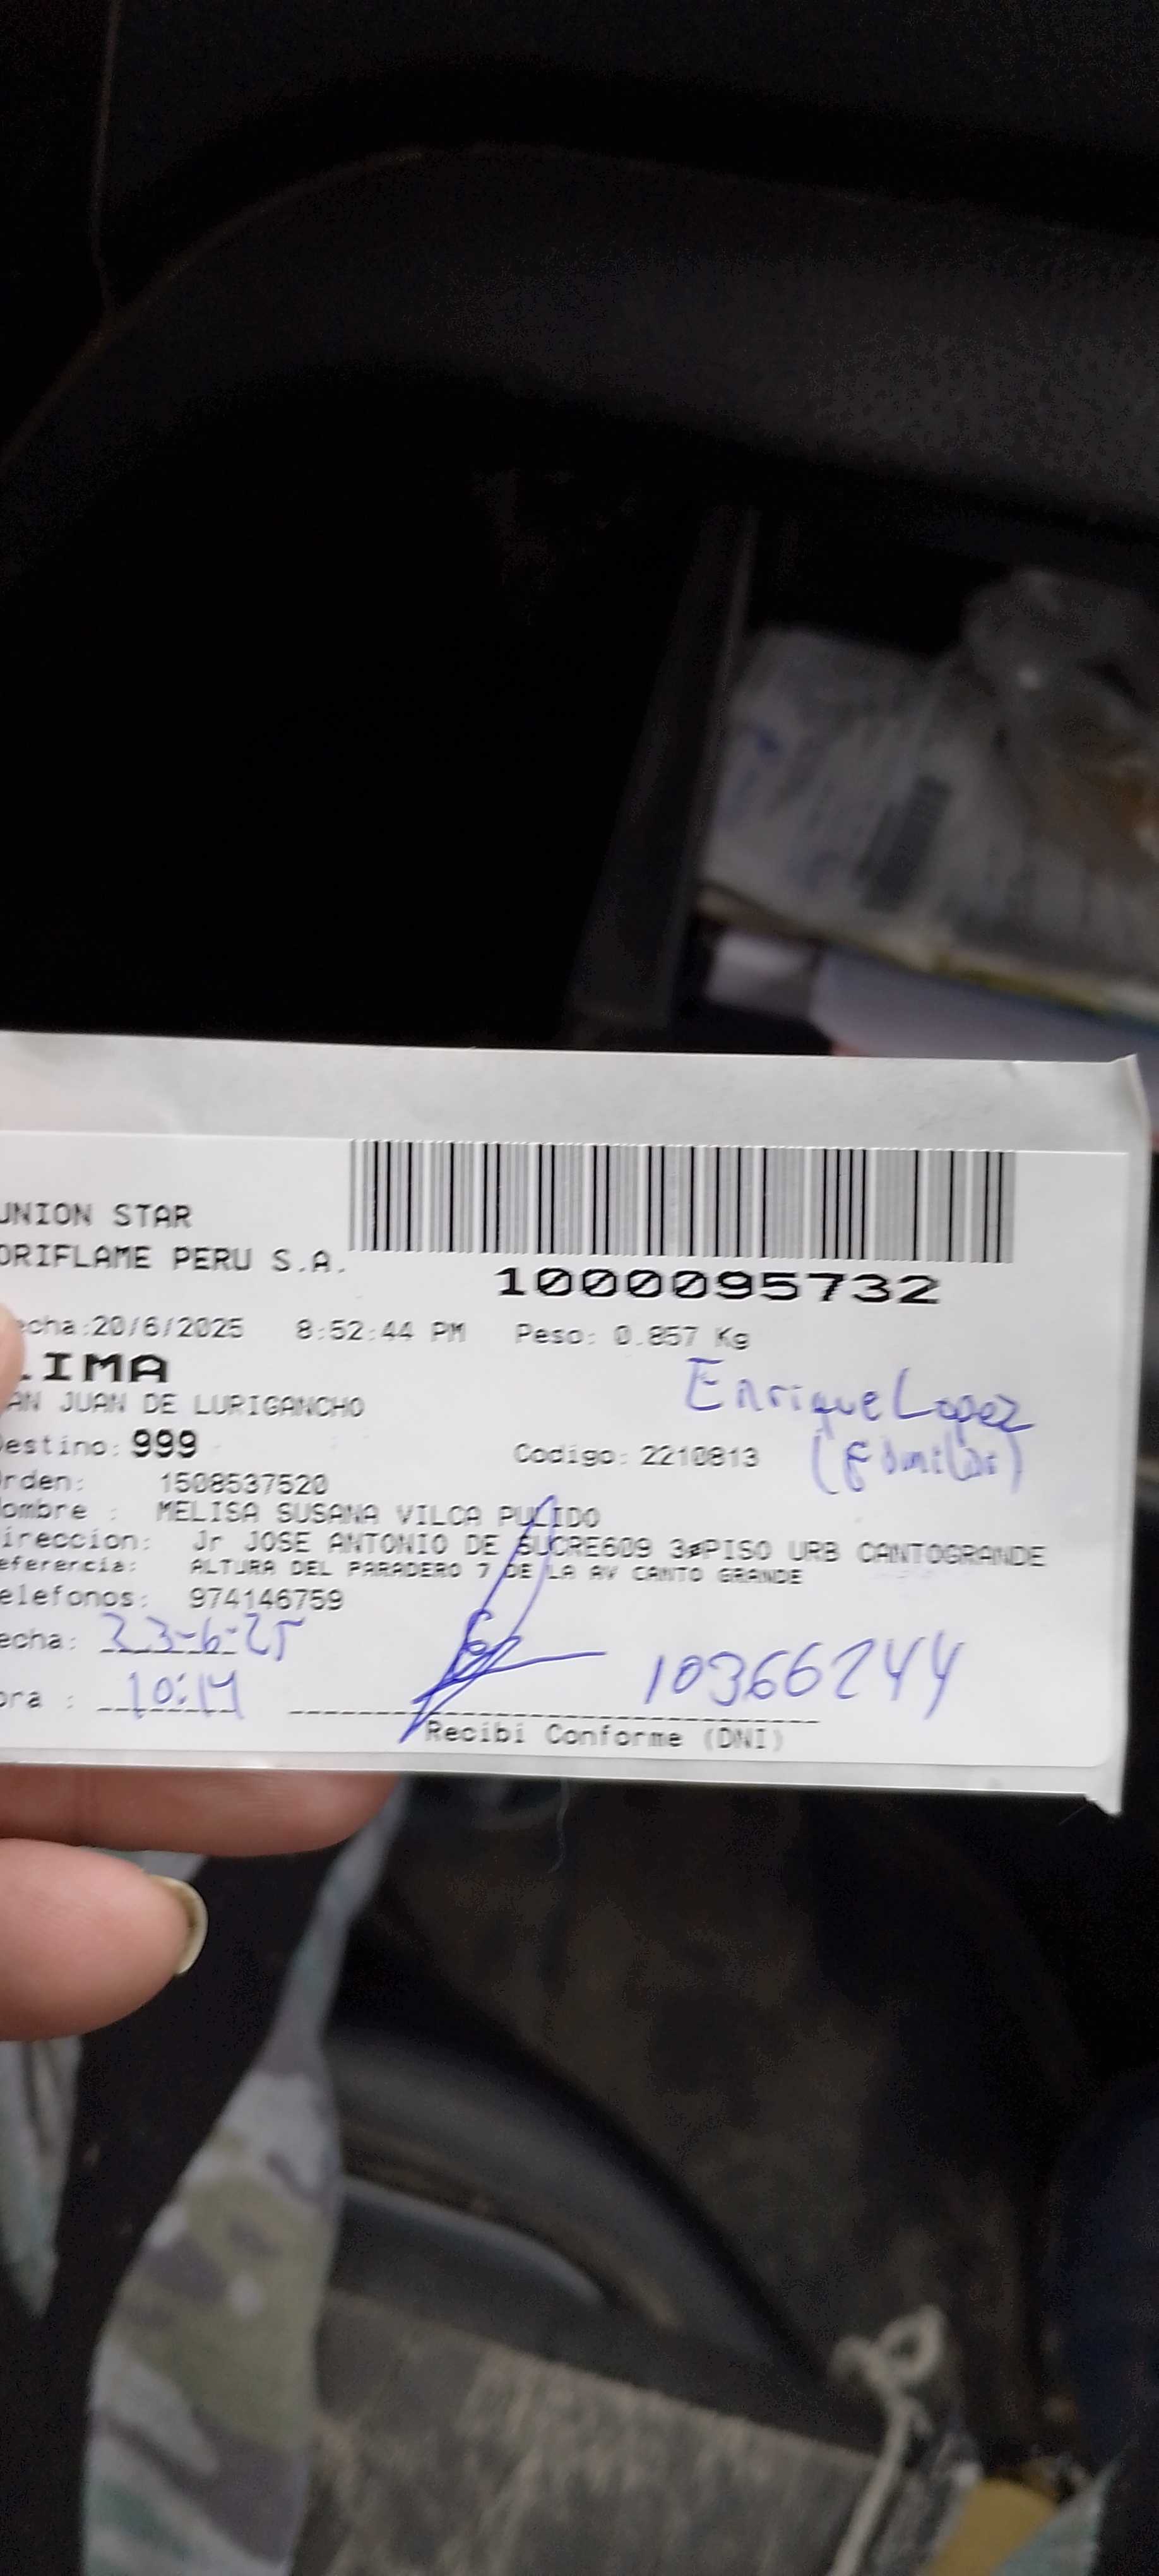 UNION STAR
ORIFLAME PERU S.A.
1000095732
echa:20/6/2025 8:52:44 PM Peso: 0.857 Kg
LIMA
AN JUAN DE LURIGANCHO
Enrique Lopez
(Familiar)
estino: 999 Codigo: 2210813
rden: 1508537520
ombre : MELISA SUSANA VILCA PULIDO
ireccion: Jr JOSE ANTONIO DE SUCRE609 3øPISO URB CANTOGRANDE
eferencia: ALTURA DEL PARADERO 7 DE LA AV CANTO GRANDE
elefonos: 974146759
echa: 23-6-25
ora : 10:14
10366244
Recibi Conforme (DNI)